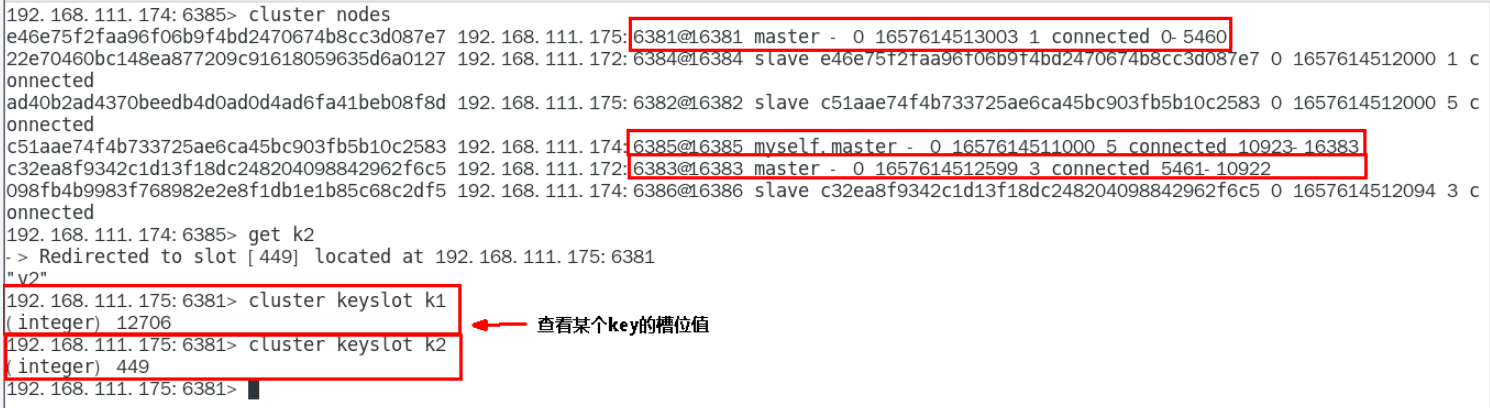 192.168.111.174:6385> cluster nodes
e46e75f2faa96f06b9f4bd2470674b8cc3d087e7 192.168.111.175:6381@16381 master - 0 1657614513003 1 connected 0-5460
22e70460bc148ea877209c91618059635d6a0127 192.168.111.172:6384@16384 slave e46e75f2faa96f06b9f4bd2470674b8cc3d087e7 0 1657614512000 1 c
onnected
ad40b2ad4370beedb4d0ad0d4ad6fa41beb08f8d 192.168.111.175:6382@16382 slave c51aae74f4b733725ae6ca45bc903fb5b10c2583 0 1657614512000 5 c
onnected
c51aae74f4b733725ae6ca45bc903fb5b10c2583 192.168.111.174:6385@16385 myself,master - 0 1657614511000 5 connected 10923-16383
c32ea8f9342c1d13f18dc248204098842962f6c5 192.168.111.172:6383@16383 master - 0 1657614512599 3 connected 5461-10922
098fb4b9983f768982e2e8f1db1e1b85c68c2df5 192.168.111.174:6386@16386 slave c32ea8f9342c1d13f18dc248204098842962f6c5 0 1657614512094 3 c
onnected
192.168.111.174:6385> get k2
-> Redirected to slot [449] located at 192.168.111.175:6381
"v2"
192.168.111.175:6381> cluster keyslot k1
(integer) 12706
查看某个key的槽位值
192.168.111.175:6381> cluster keyslot k2
(integer) 449
192.168.111.175:6381>